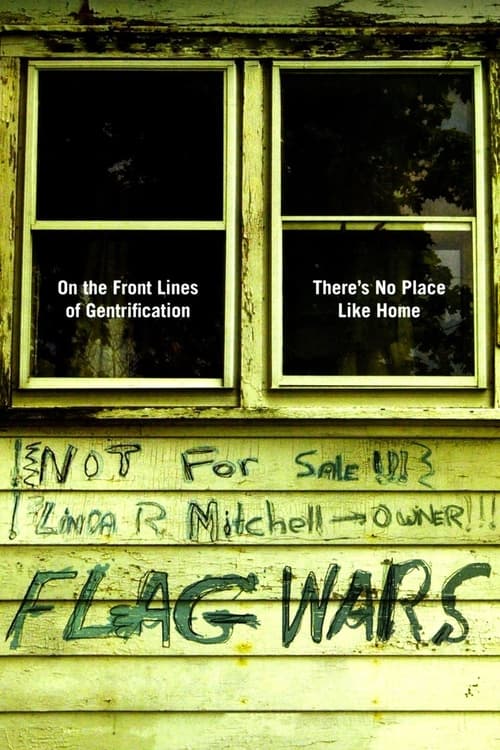 On the Front Lines
of Gentrification
There's No Place
Like Home
!NOT FOR SALE!!!
! LINDA R Mitchell → OWNER!!!
FLAG WARS